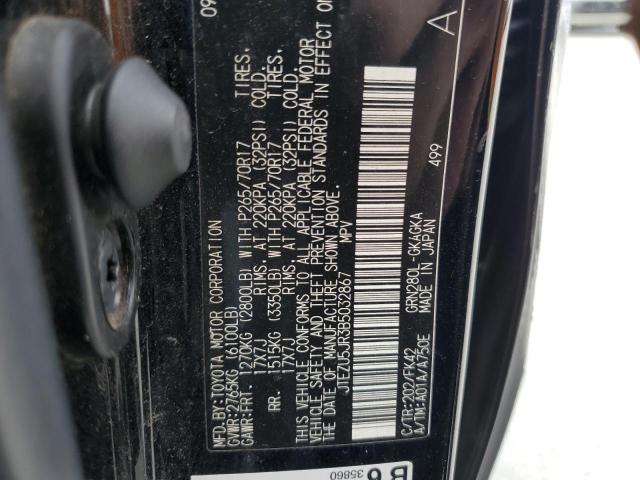 09
MFD. BY: TOYOTA MOTOR CORPORATION
GVWR: 2765KG (6100LB)
GAWR: FRT. 1270KG (2800LB) WITH P265/70R17 TIRES.
17X7J RIMS. AT 220KPA (32PSI) COLD.
RR. 1515KG (3350LB) WITH P265/70R17 TIRES.
17X7J RIMS. AT 220KPA (32PSI) COLD.
THIS VEHICLE CONFORMS TO ALL APPLICABLE FEDERAL MOTOR
VEHICLE SAFETY AND THEFT PREVENTION STANDARDS IN EFFECT
ON THE DATE OF MANUFACTURE SHOWN ABOVE.
JTEZU5JR3B5032867 MPV
499 A
C/TR:202/FK42 GRN280L-GKAGKA
A/TM:A01A/A750E MADE IN JAPAN
B 6
35860